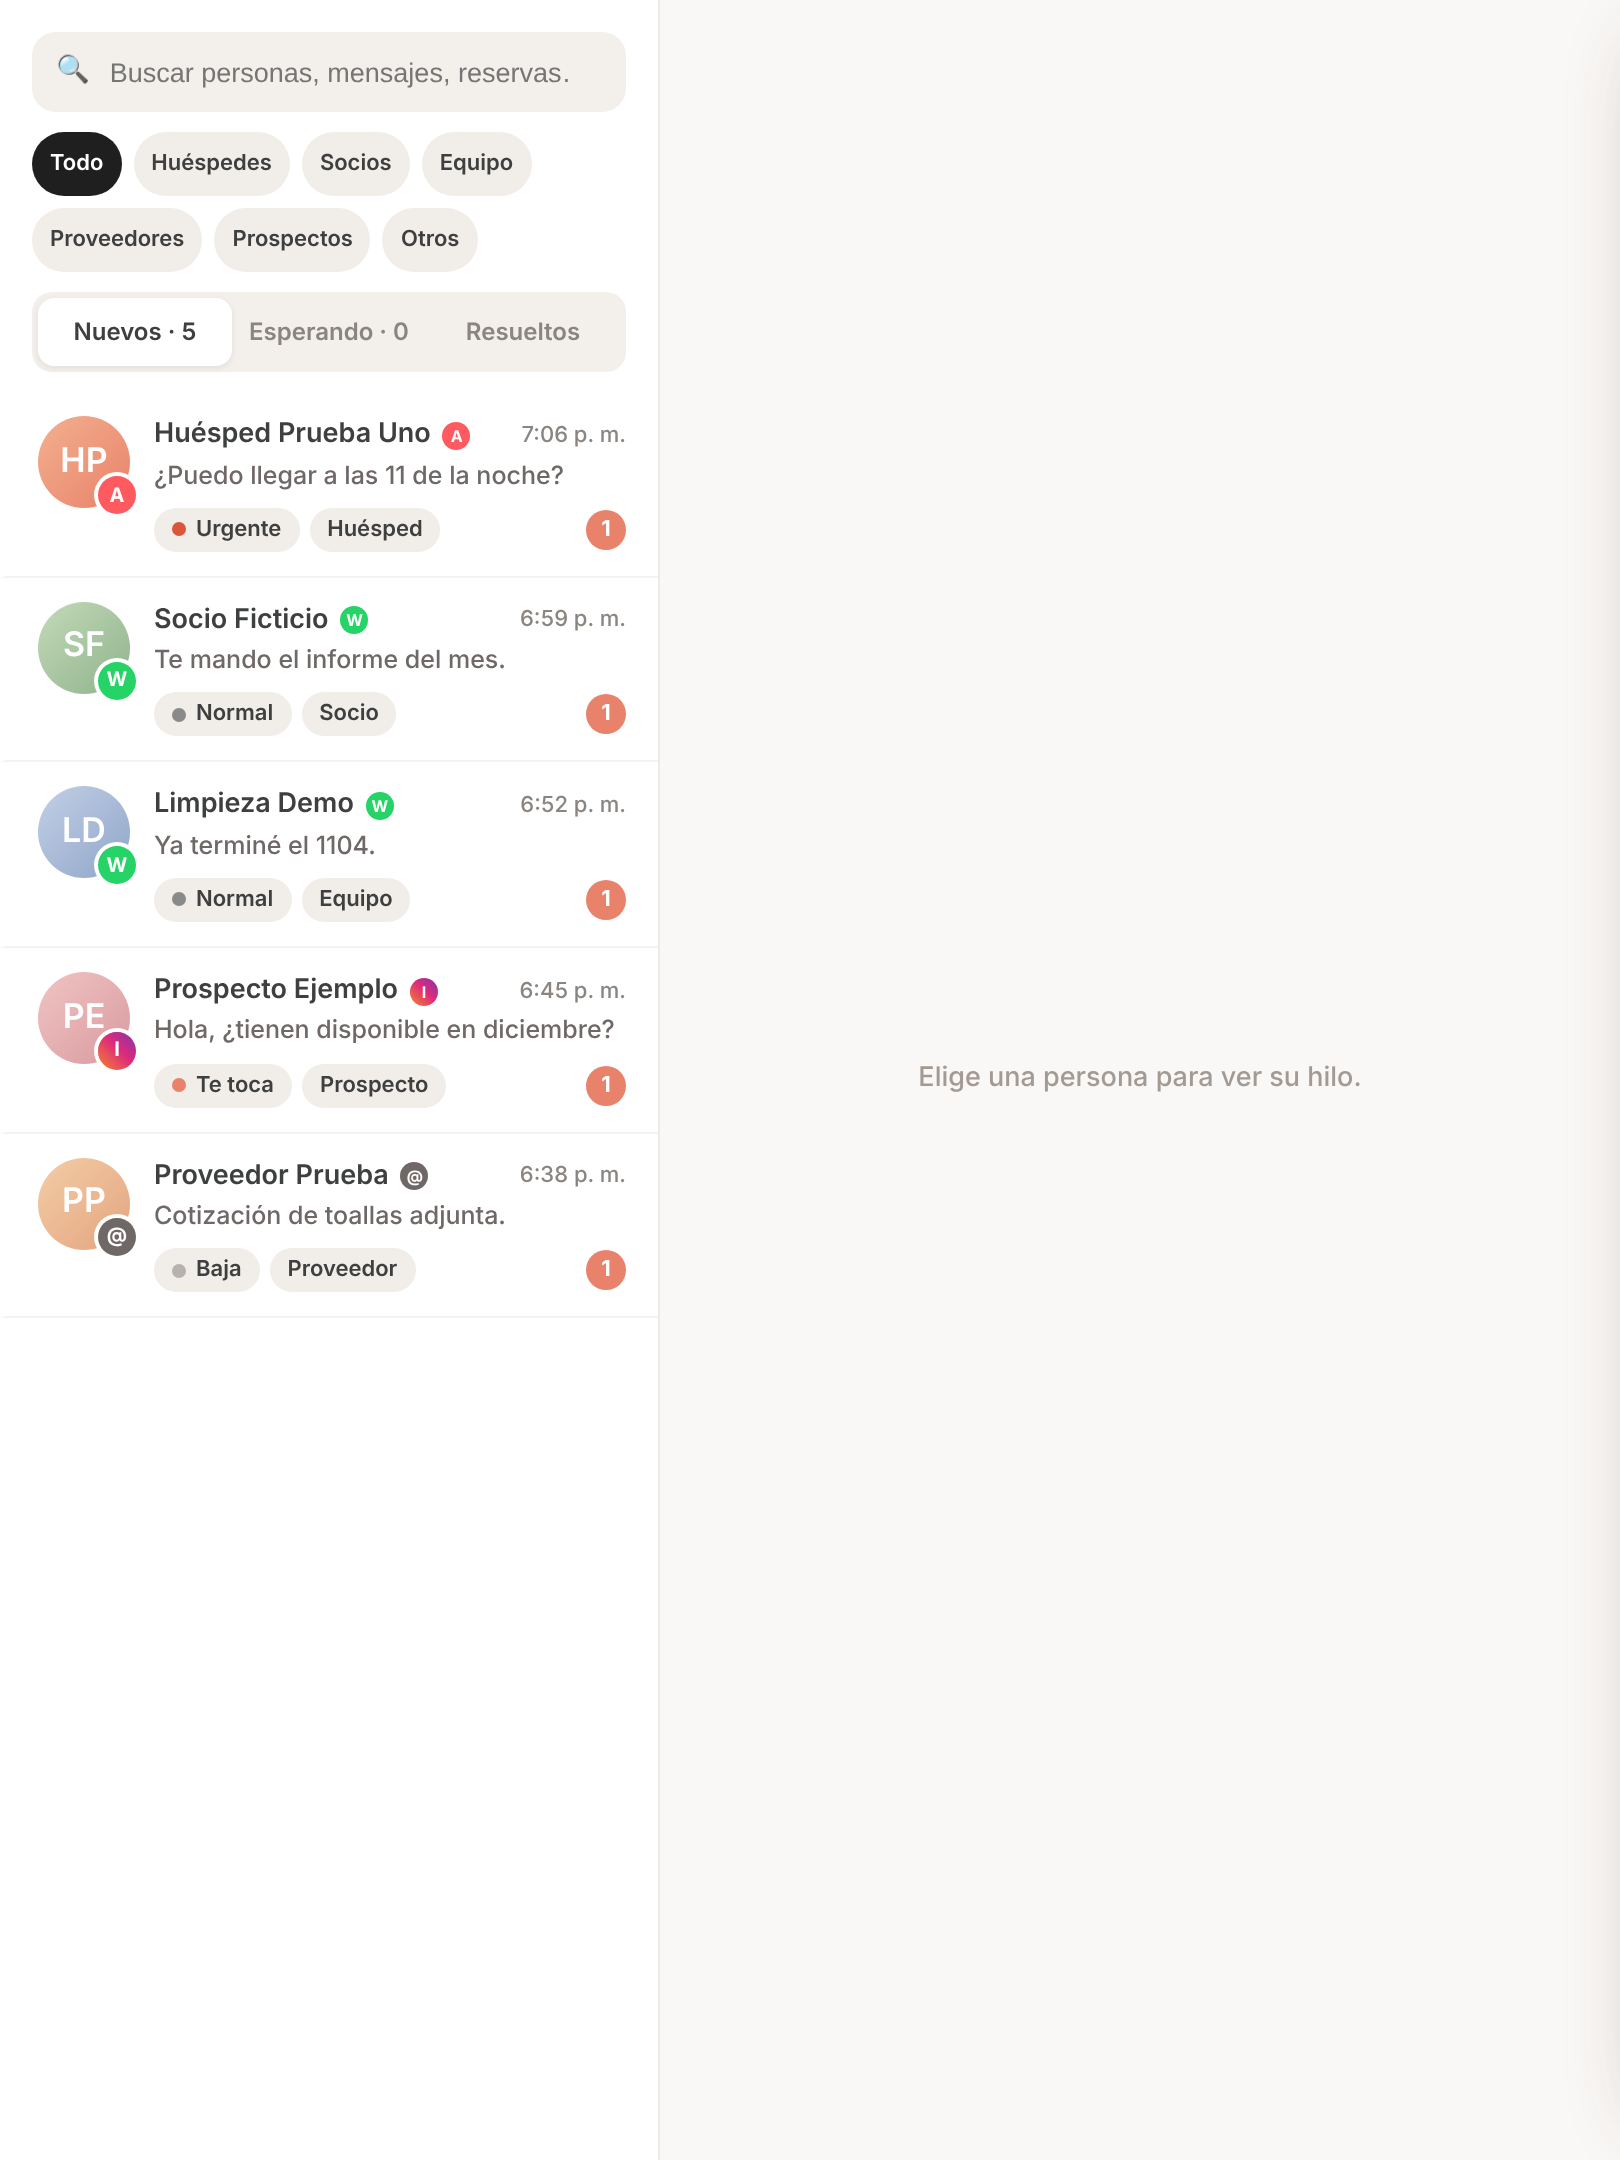 🔍 Buscar personas, mensajes, reservas.
Todo Huéspedes Socios Equipo
Proveedores Prospectos Otros
Nuevos · 5 Esperando · 0 Resueltos
HP A Huésped Prueba Uno A 7:06 p. m.
¿Puedo llegar a las 11 de la noche?
Urgente Huésped 1
SF W Socio Ficticio W 6:59 p. m.
Te mando el informe del mes.
Normal Socio 1
LD W Limpieza Demo W 6:52 p. m.
Ya terminé el 1104.
Normal Equipo 1
PE I Prospecto Ejemplo I 6:45 p. m.
Hola, ¿tienen disponible en diciembre?
Te toca Prospecto 1
PP @ Proveedor Prueba @ 6:38 p. m.
Cotización de toallas adjunta.
Baja Proveedor 1
Elige una persona para ver su hilo.